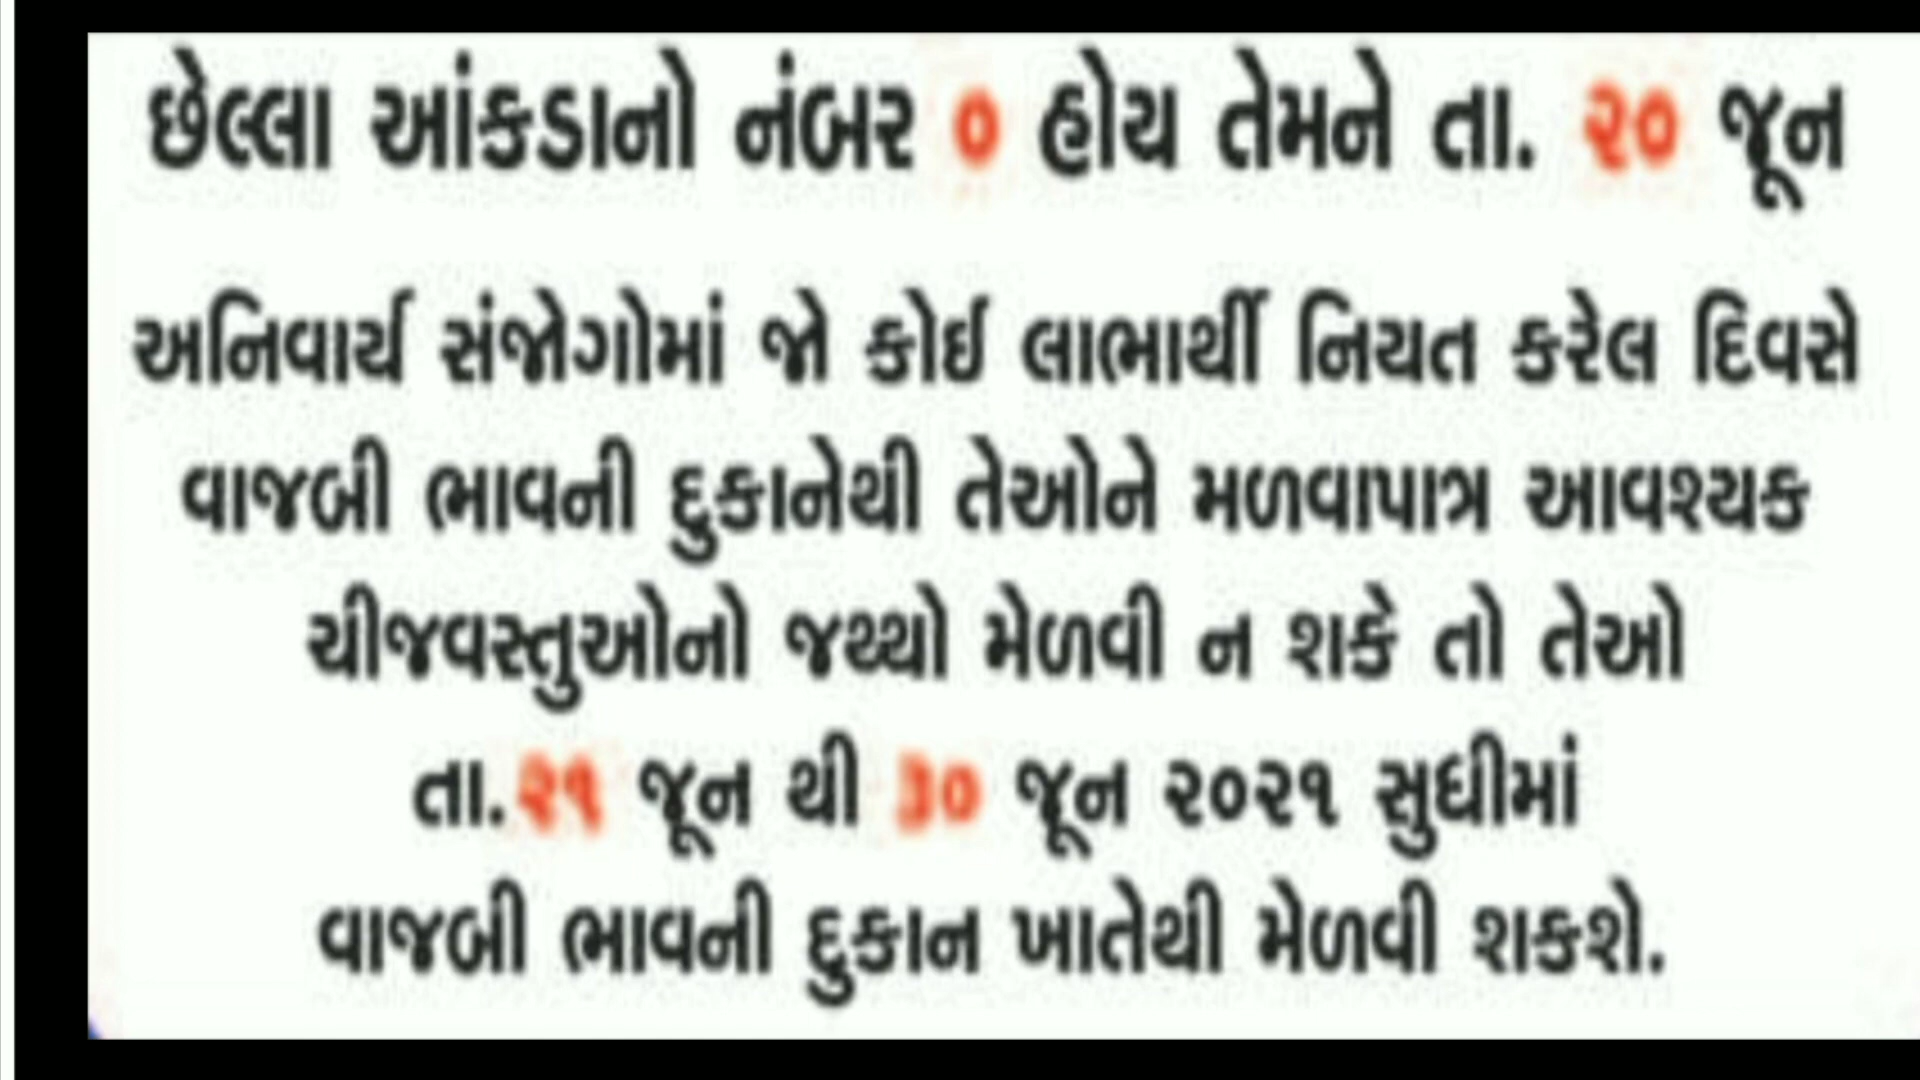 છેલ્લા આંકડાનો નંબર ૦ હોય તેમને તા. ૨૦ જૂન
અનિવાર્ય સંજોગોમાં જો કોઈ લાભાર્થી નિયત કરેલ દિવસે
વાજબી ભાવની દુકાનેથી તેઓને મળવાપાત્ર આવશ્યક
ચીજવસ્તુઓનો જથ્થો મેળવી ન શકે તો તેઓ
તા.૨૧ જૂન થી ૩૦ જૂન ૨૦૨૧ સુધીમાં
વાજબી ભાવની દુકાન ખાતેથી મેળવી શકશે.